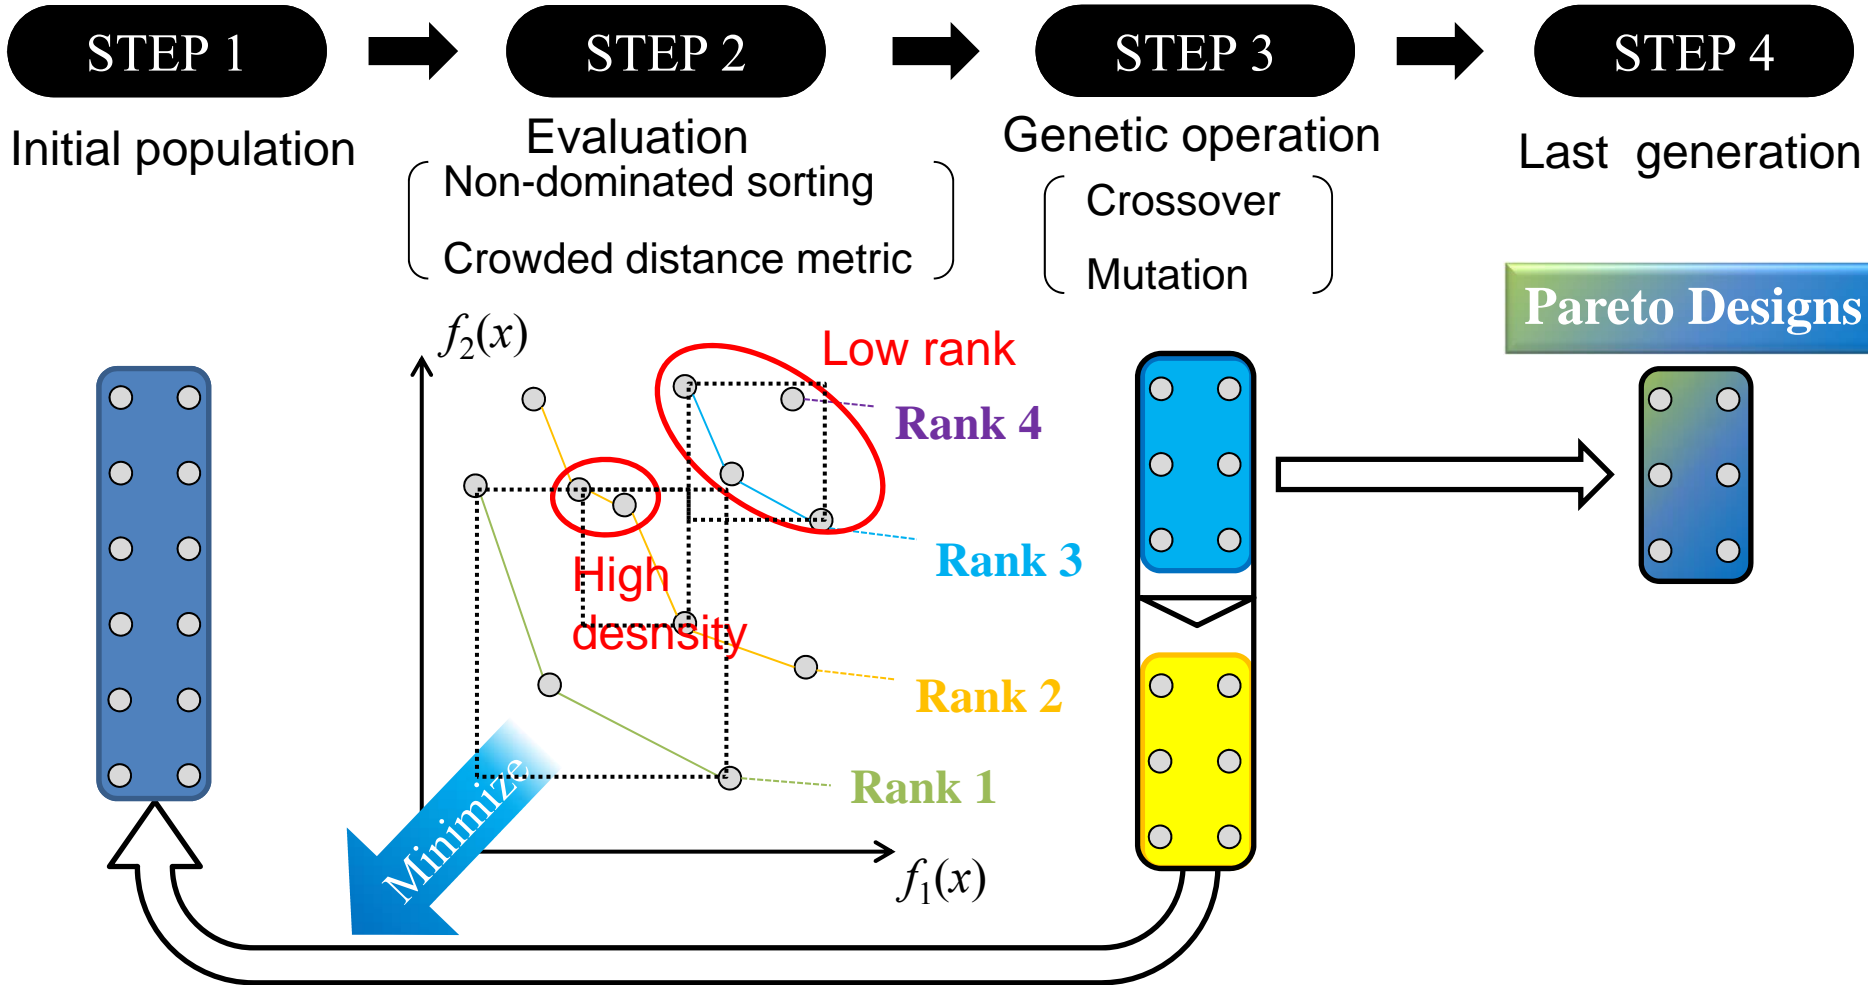 STEP 1
STEP 2
STEP 3
STEP 4
Initial population
Evaluation
Non-dominated sorting
Crowded distance metric
Genetic operation
Crossover
Mutation
Last generation
Pareto Designs
f2(x)
Low rank
Rank 4
Rank 3
High
desnsity
Rank 2
Rank 1
Minimize
f1(x)